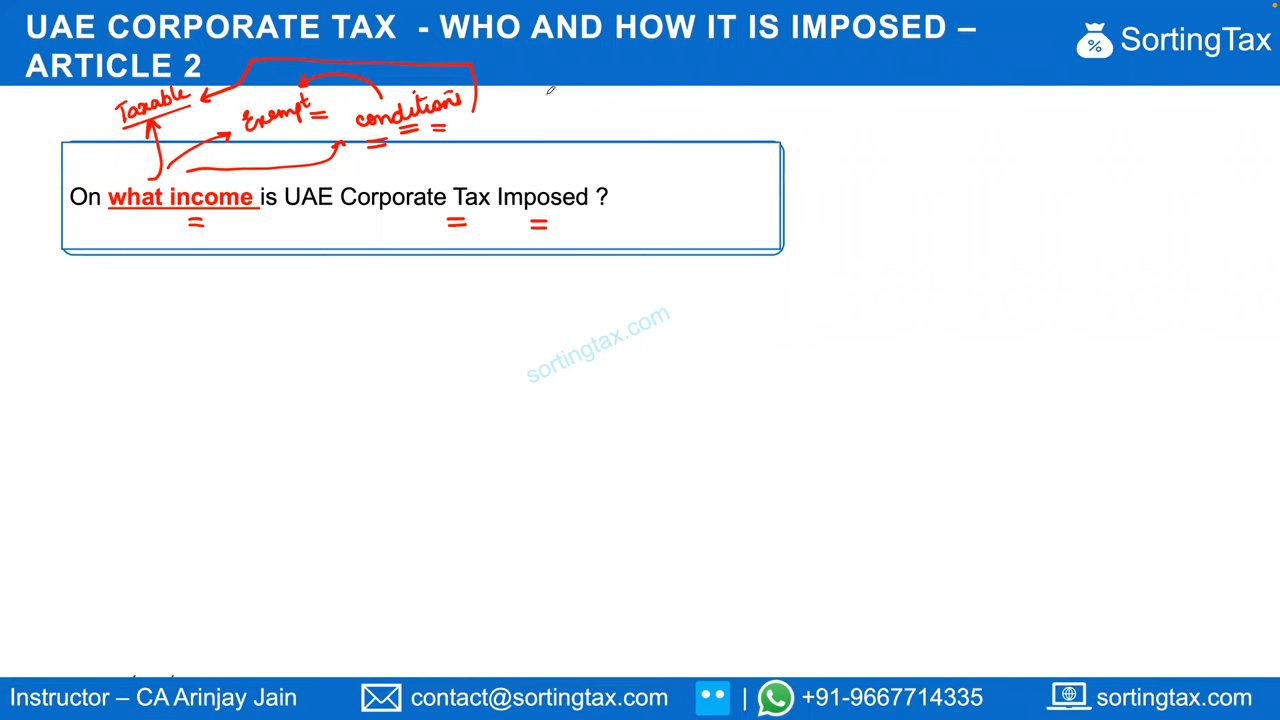 UAE CORPORATE TAX - WHO AND HOW IT IS IMPOSED –
ARTICLE 2
SortingTax
Taxable
Exempt
conditions
On what income is UAE Corporate Tax Imposed ?
sortingtax.com
Instructor – CA Arinjay Jain
contact@sortingtax.com
| +91-9667714335
sortingtax.com